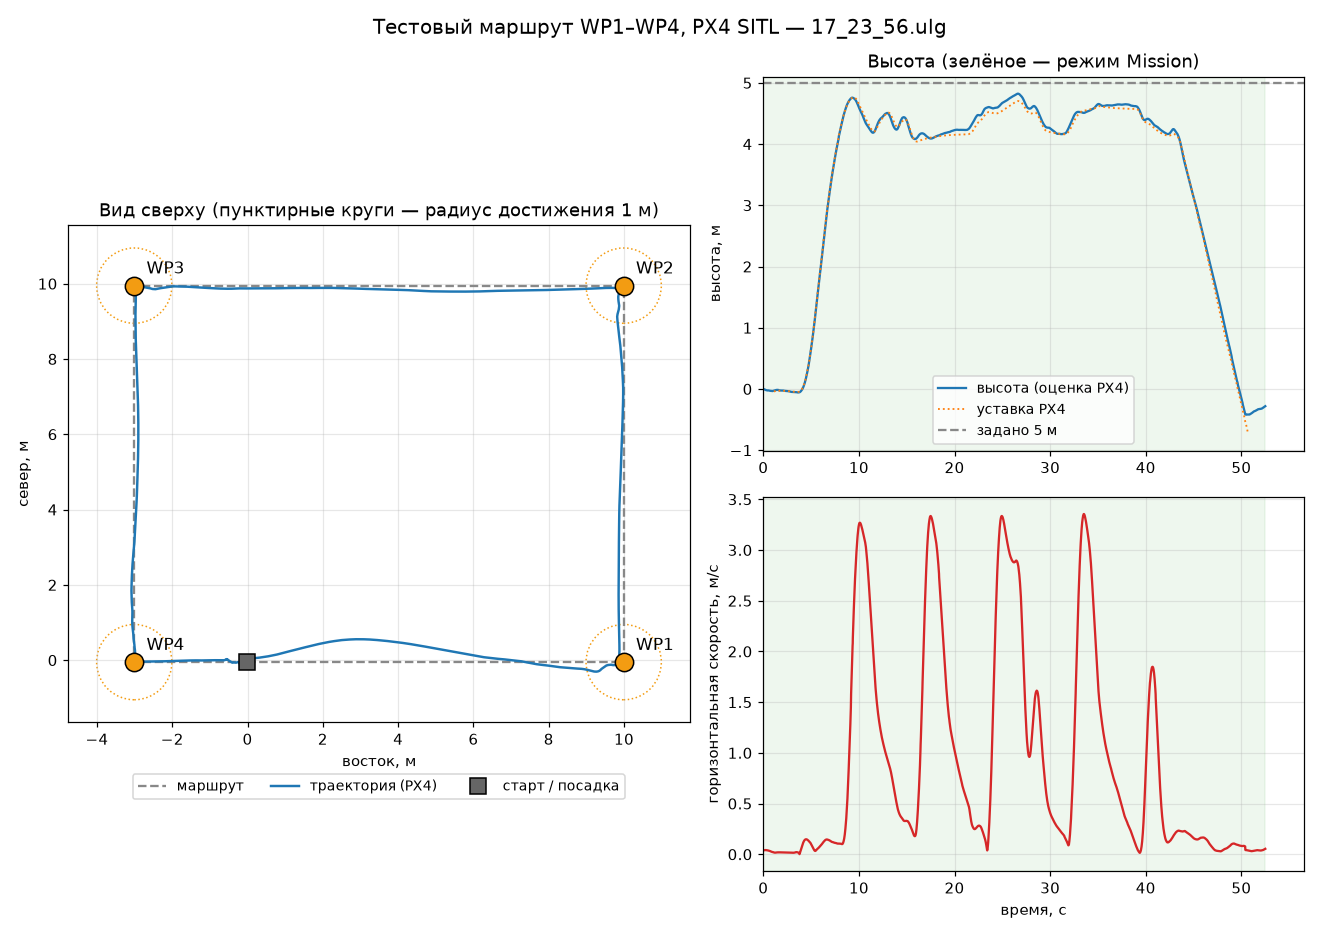 Тестовый маршрут WP1–WP4, PX4 SITL — 17_23_56.ulg
Вид сверху (пунктирные круги — радиус достижения 1 м)
север, м
10
8
6
4
2
0
WP3
WP2
WP4
WP1
−4
−2
0
2
4
6
8
10
восток, м
маршрут
траектория (PX4)
старт / посадка
Высота (зелёное — режим Mission)
высота, м
5
4
3
2
1
0
−1
высота (оценка PX4)
уставка PX4
задано 5 м
0
10
20
30
40
50
горизонтальная скорость, м/с
3.5
3.0
2.5
2.0
1.5
1.0
0.5
0.0
0
10
20
30
40
50
время, с